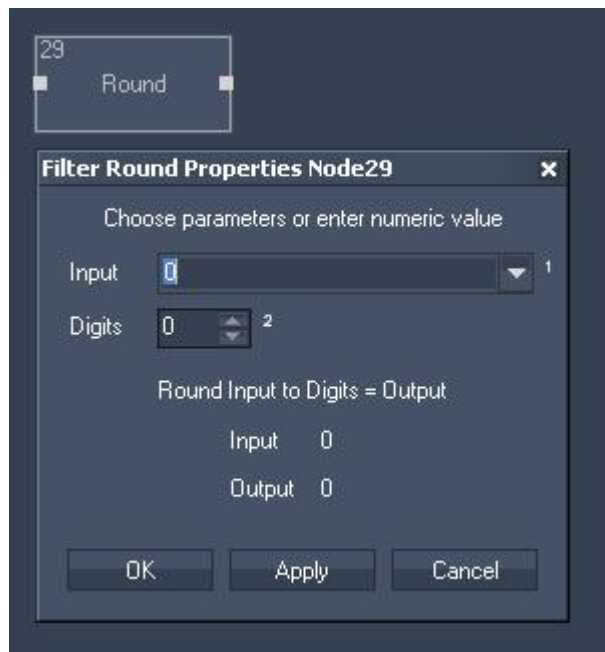 29
Round
Filter Round Properties Node29
Choose parameters or enter numeric value
Input 0 1
Digits 0 2
Round Input to Digits = Output
Input 0
Output 0
OK Apply Cancel